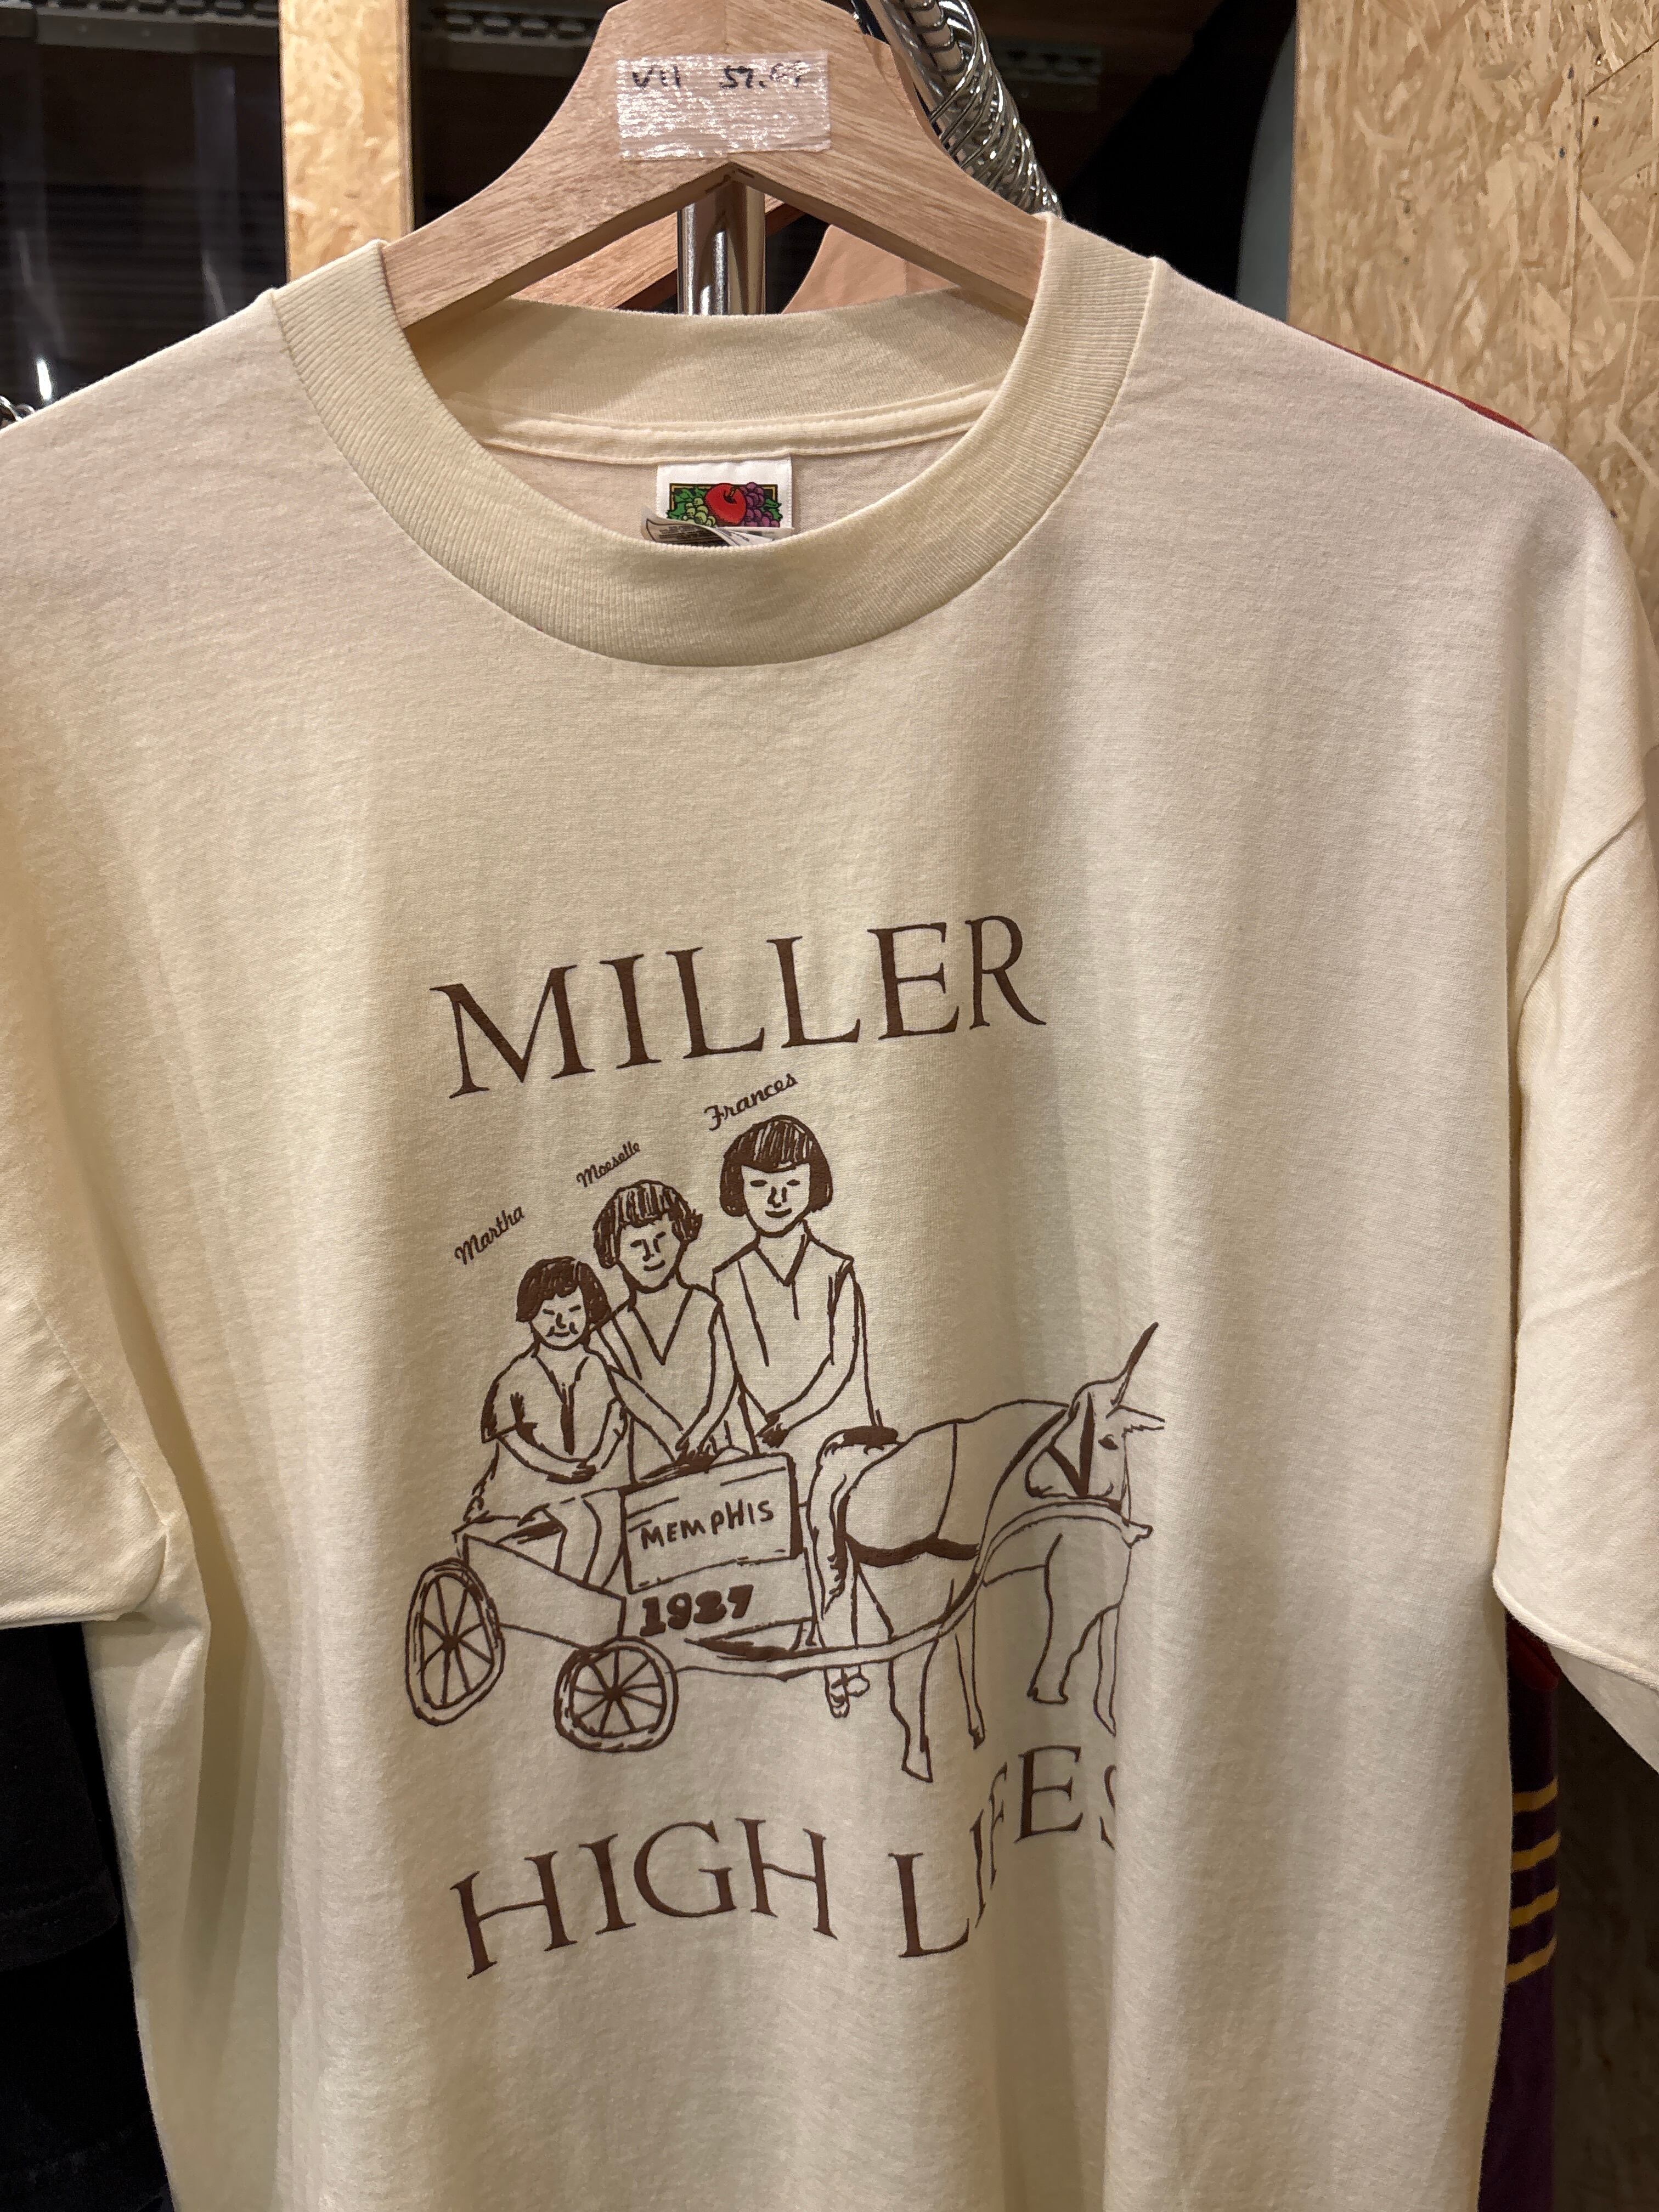 MILLER
Frances
Moeselle
Martha
MEMPHIS
1927
HIGH LIFES